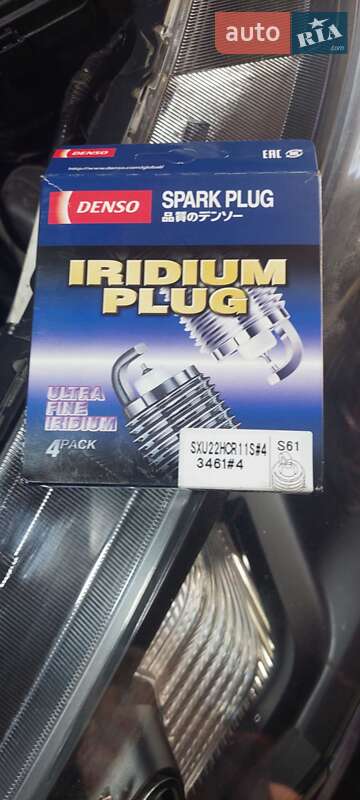 auto RIA.com
DENSO
EAC
http://www.denso.com/global/
DENSO
SPARK PLUG
品質のデンソー
IRIDIUM
PLUG
ULTRA
FINE
IRIDIUM
4PACK
SXU22HCR11S#4
3461#4
S61